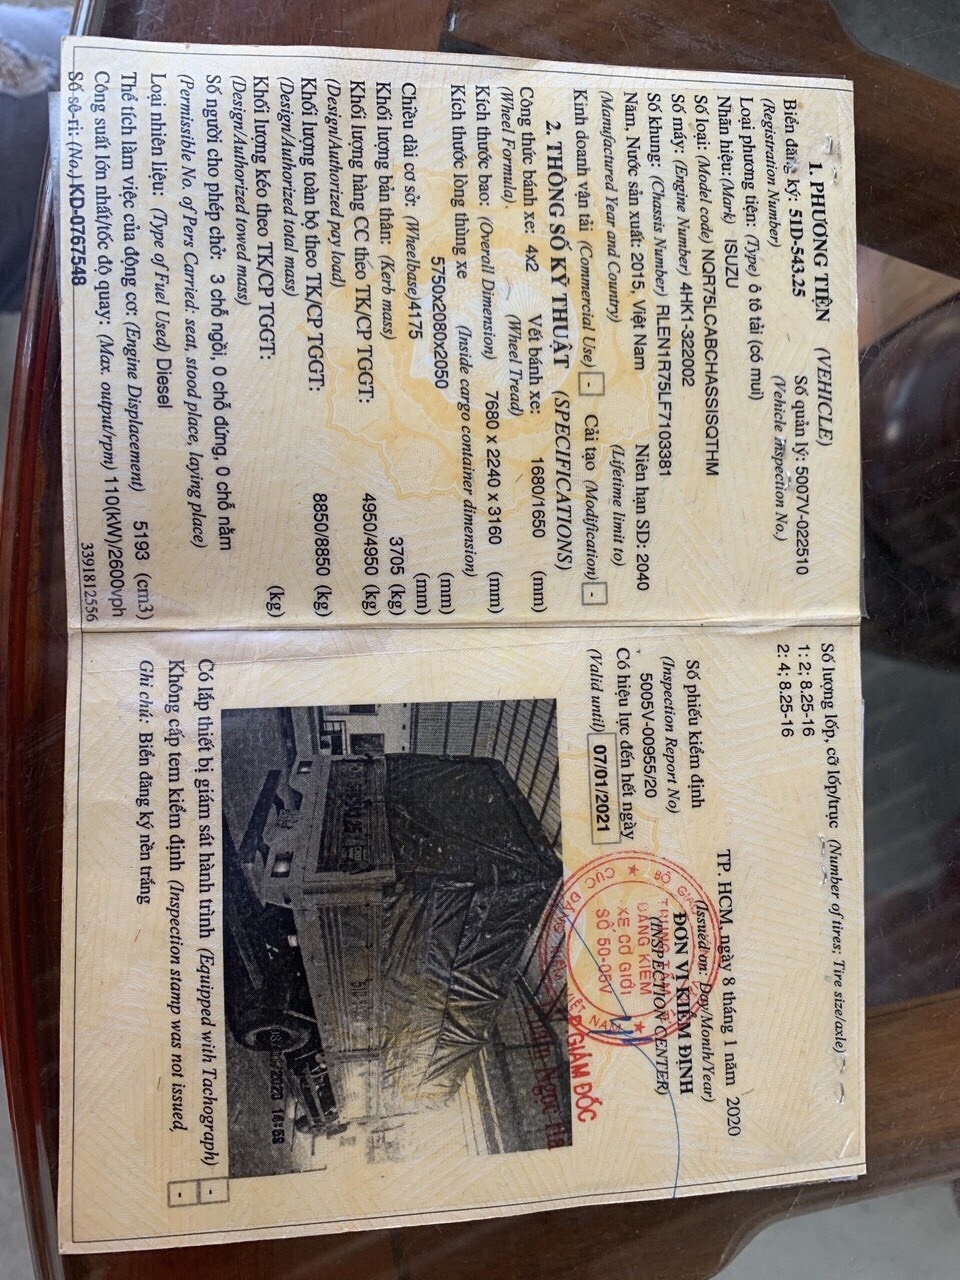 1. PHƯƠNG TIỆN (VEHICLE)
Biển đăng ký: 51D-543.25 Số quản lý: 5007V-022510
(Registration Number) (Vehicle Inspection No.)
Loại phương tiện: (Type) ô tô tải (có mui)
Nhãn hiệu: (Mark) ISUZU
Số loại: (Model code) NQR75LCABCHASSISQTHM
Số máy: (Engine Number) 4HK1-322002
Số khung: (Chassis Number) RLEN1R75LF7103381
Năm, Nước sản xuất: 2015, Việt Nam Niên hạn SD: 2040
(Manufactured Year and Country) (Lifetime limit to)
Kinh doanh vận tải (Commercial Use) - Cải tạo (Modification) -
2. THÔNG SỐ KỸ THUẬT (SPECIFICATIONS)
Công thức bánh xe: 4x2 Vết bánh xe: 1680/1650 (mm)
(Wheel Formula) (Wheel Tread)
Kích thước bao: (Overall Dimension) 7680 x 2240 x 3160 (mm)
Kích thước lòng thùng xe (Inside cargo container dimension)
5750x2080x2050 (mm)
Chiều dài cơ sở: (Wheelbase)4175 (mm)
Khối lượng bản thân: (Kerb mass) 3705 (kg)
Khối lượng hàng CC theo TK/CP TGGT: 4950/4950 (kg)
(Design/Authorized pay load)
Khối lượng toàn bộ theo TK/CP TGGT: 8850/8850 (kg)
(Design/Authorized total mass)
Khối lượng kéo theo TK/CP TGGT: (kg)
(Design/Authorized towed mass)
Số người cho phép chở: 3 chỗ ngồi, 0 chỗ đứng, 0 chỗ nằm
(Permissible No. of Pers Carried: seat, stood place, laying place)
Loại nhiên liệu: (Type of Fuel Used) Diesel
Thể tích làm việc của động cơ: (Engine Displacement) 5193 (cm3)
Công suất lớn nhất/tốc độ quay: (Max. output/rpm) 110(kW)/2600vph
3391812556
Số sê-ri: (No.) KD-0767548
Số lượng lốp, cỡ lốp/trục (Number of tires: Tire size/axle)
1: 2; 8.25-16
2: 4; 8.25-16
TP. HCM, ngày 8 tháng 1 năm 2020
(Issued on: Day/Month/Year)
Số phiếu kiểm định ĐƠN VỊ KIỂM ĐỊNH
(Inspection Report No) (INSPECTION CENTER)
5005V-00955/20
Có hiệu lực đến hết ngày
(Valid until) 07/01/2021
TRUNG TÂM
ĐĂNG KIỂM
XE CƠ GIỚI
SỐ 50-05V
GIÁM ĐỐC
2020 14:58
Có lắp thiết bị giám sát hành trình (Equipped with Tachograph) -
Không cấp tem kiểm định (Inspection stamp was not issued) -
Ghi chú: Biển đăng ký nền trắng